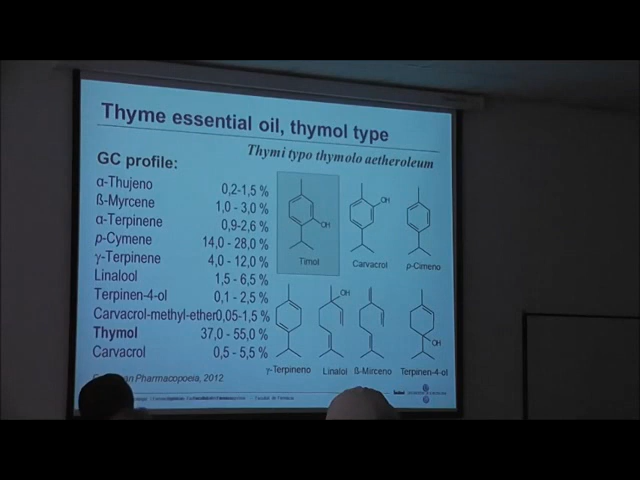 Thyme essential oil, thymol type
Thymi typo thymolo aetheroleum
GC profile:
α-Thujeno 0,2-1,5 %
ß-Myrcene 1,0 - 3,0 %
α-Terpinene 0,9-2,6 %
p-Cymene 14,0 - 28,0 %
γ-Terpinene 4,0 - 12,0 %
Linalool 1,5 - 6,5 %
Terpinen-4-ol 0,1 - 2,5 %
Carvacrol-methyl-ether 0,05-1,5 %
Thymol 37,0 - 55,0 %
Carvacrol 0,5 - 5,5 %
Pharmacopoeia, 2012
OH
OH
Timol Carvacrol p-Cimeno
OH
OH
γ-Terpineno Linalol ß-Mirceno Terpinen-4-ol